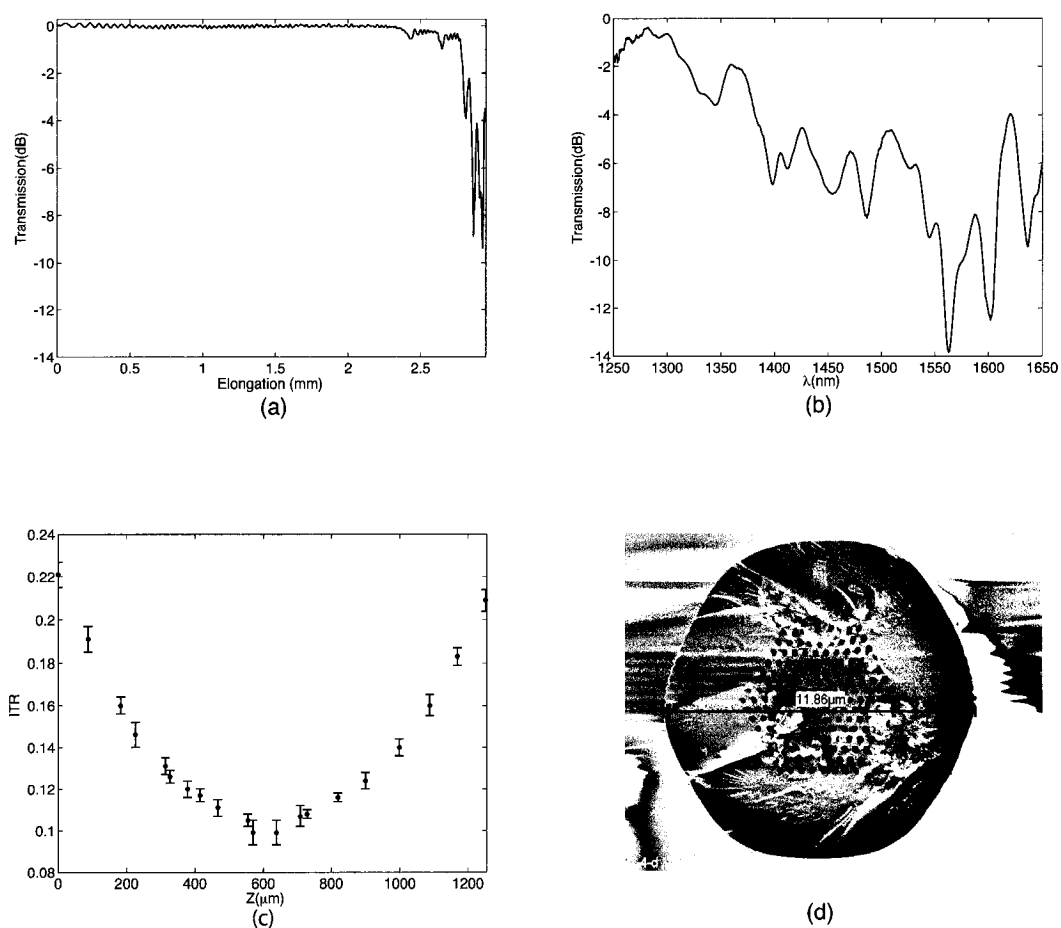 0
-2
-4
-6
-8
-10
-12
-14
Transmission(dB)
0 0.5 1 1.5 2 2.5
Elongation (mm)
(a)
0
-2
-4
-6
-8
-10
-12
-14
Transmission(dB)
1250 1300 1350 1400 1450 1500 1550 1600 1650
λ(nm)
(b)
0.24
0.22
0.2
0.18
0.16
0.14
0.12
0.1
0.08
ITR
0 200 400 600 800 1000 1200
Z(μm)
(c)
11.86μm
4-d
(d)